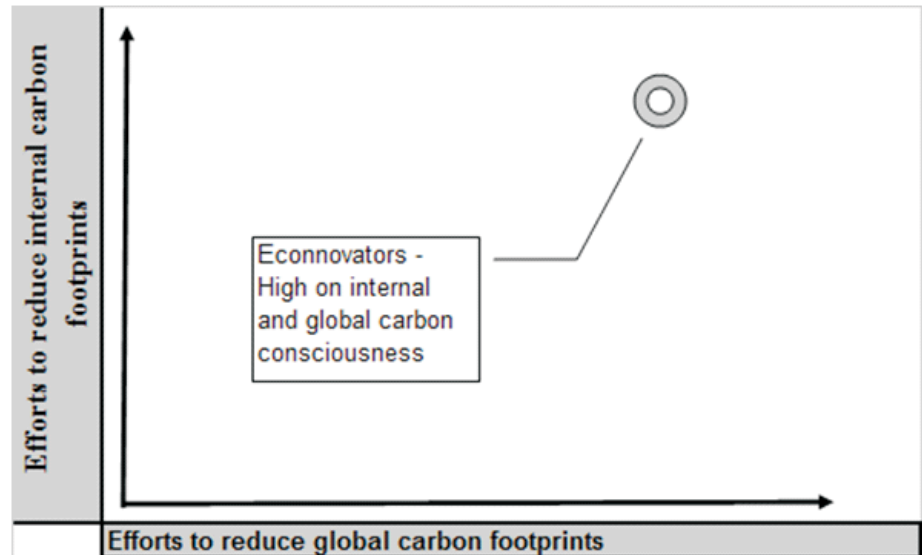 Efforts to reduce internal carbon
footprints
Econnovators -
High on internal
and global carbon
consciousness
Efforts to reduce global carbon footprints